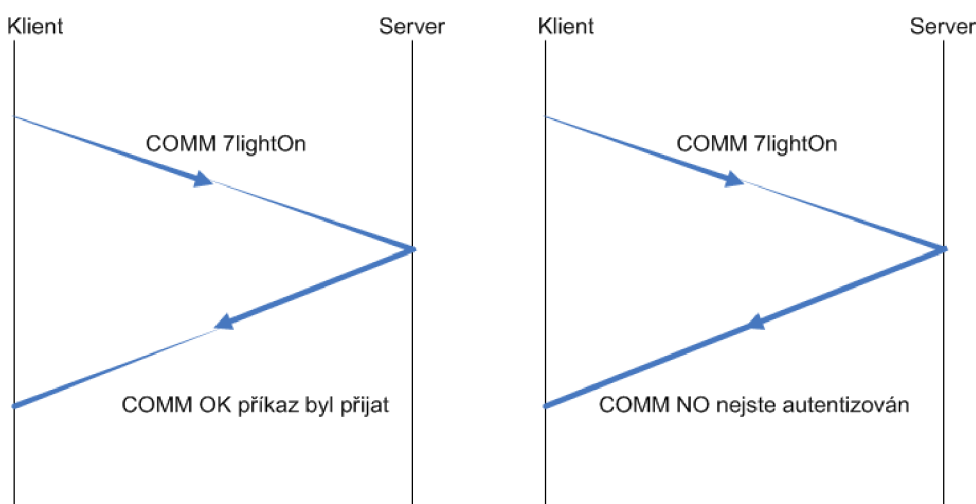 Klient
Server
COMM 7lightOn
COMM OK příkaz byl přijat
Klient
Server
COMM 7lightOn
COMM NO nejste autentizován